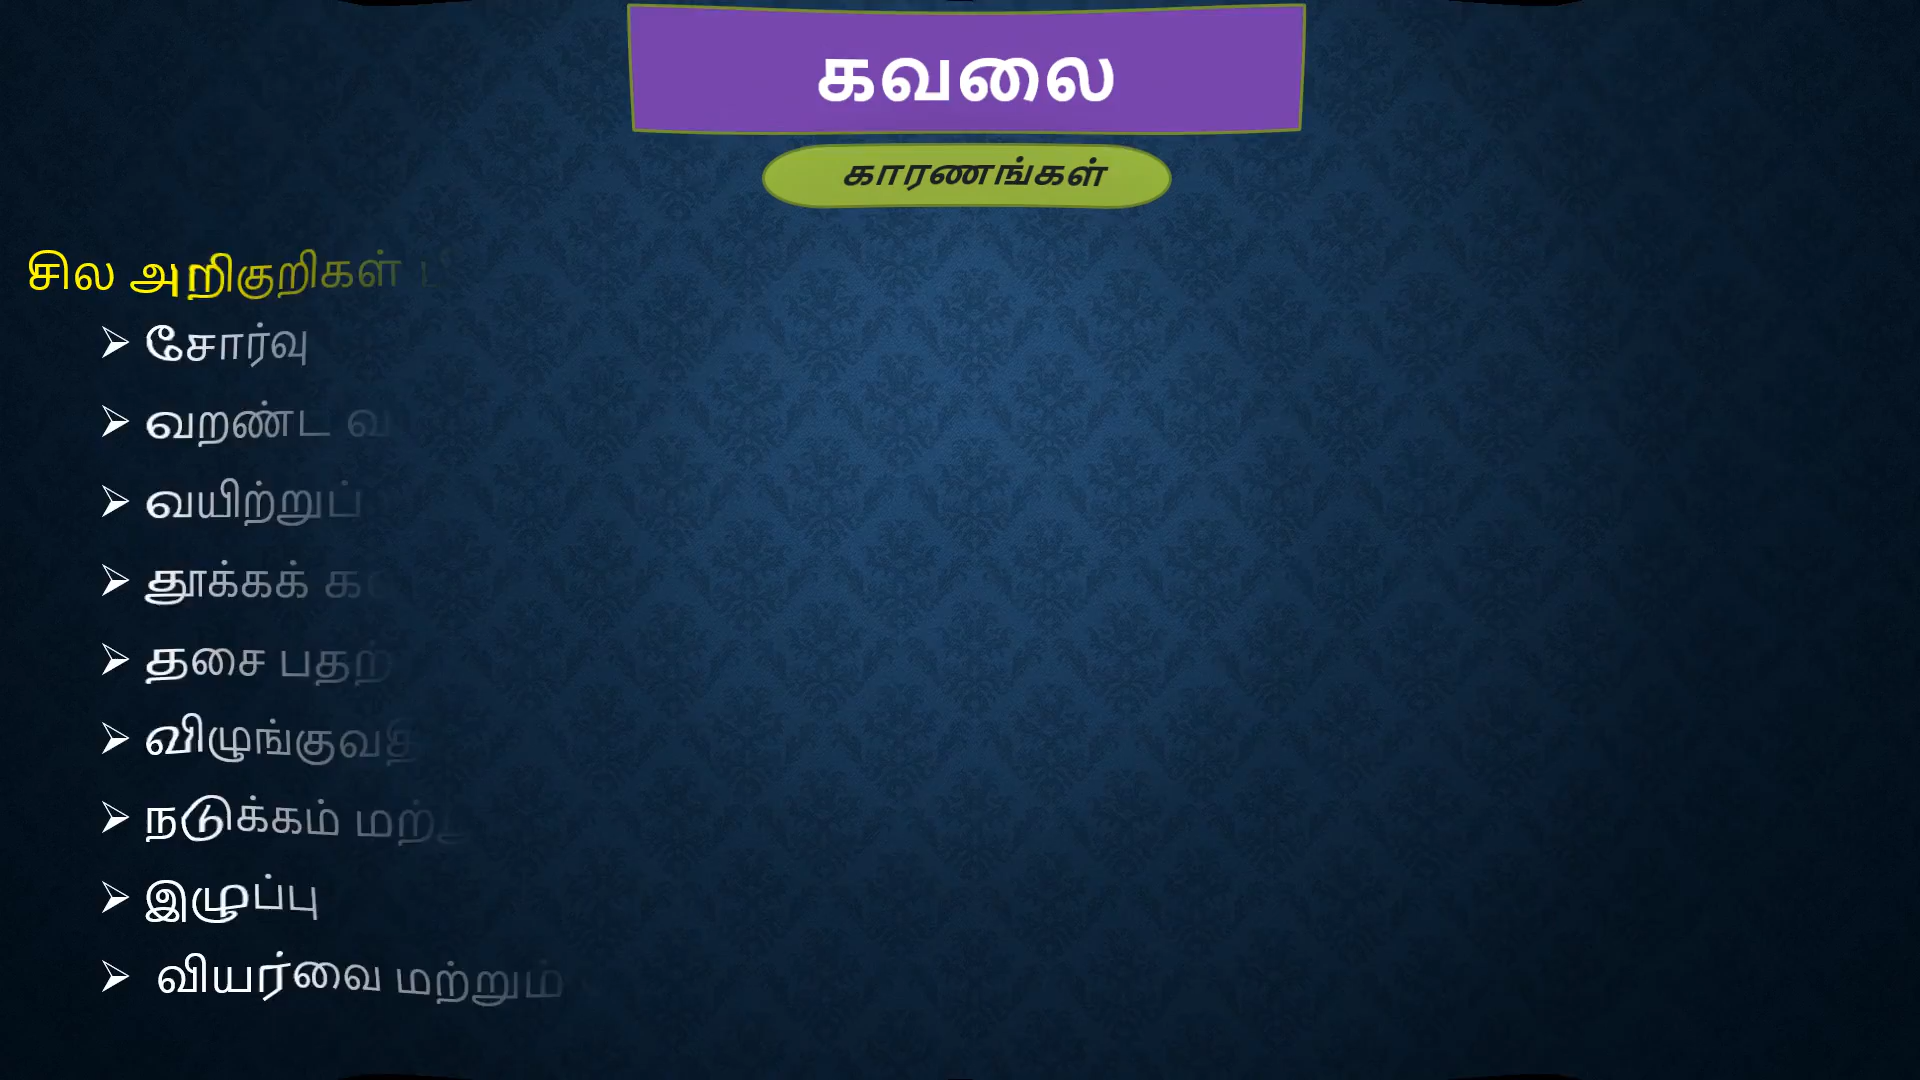 கவலை
காரணங்கள்
சில அறிகுறிகள்
சோர்வு
வறண்ட
வயிற்றுப்
தூக்கக்
தசை
நடுக்கம்
இழுப்பு
வியர்வை மற்றும்